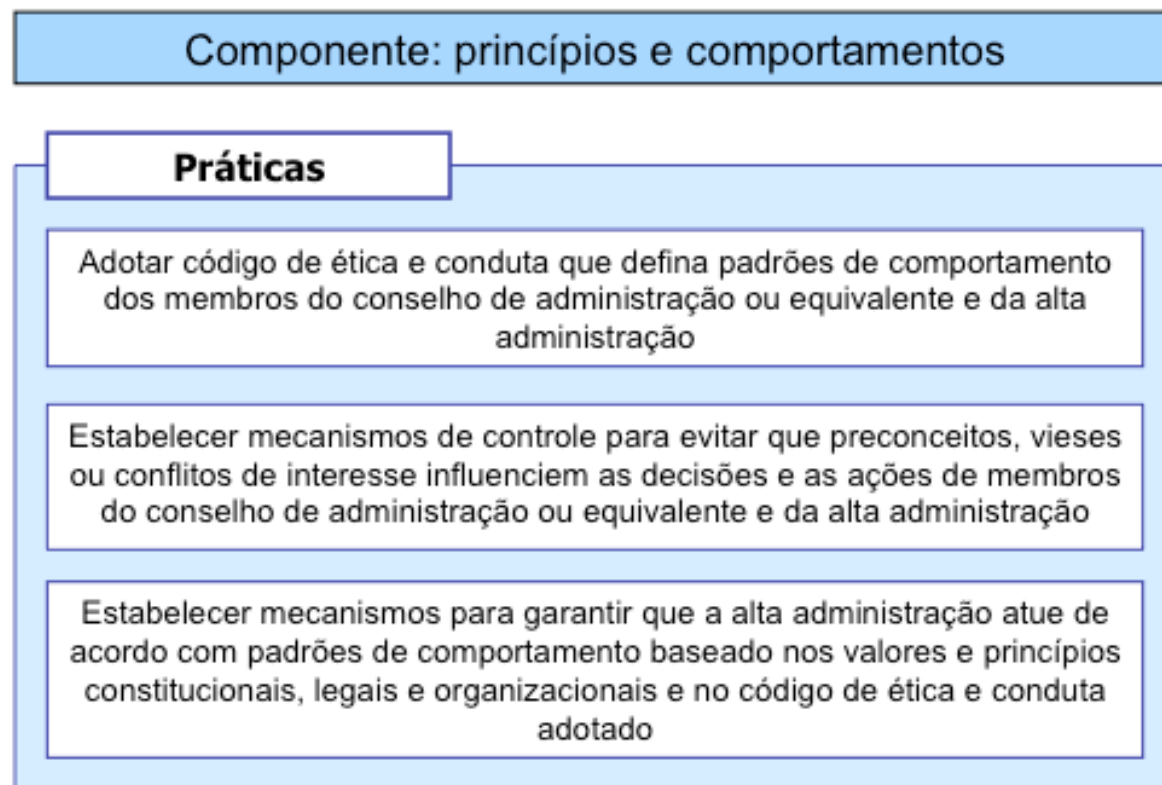 Componente: princípios e comportamentos
Práticas
Adotar código de ética e conduta que defina padrões de comportamento
dos membros do conselho de administração ou equivalente e da alta
administração
Estabelecer mecanismos de controle para evitar que preconceitos, vieses
ou conflitos de interesse influenciem as decisões e as ações de membros
do conselho de administração ou equivalente e da alta administração
Estabelecer mecanismos para garantir que a alta administração atue de
acordo com padrões de comportamento baseado nos valores e princípios
constitucionais, legais e organizacionais e no código de ética e conduta
adotado